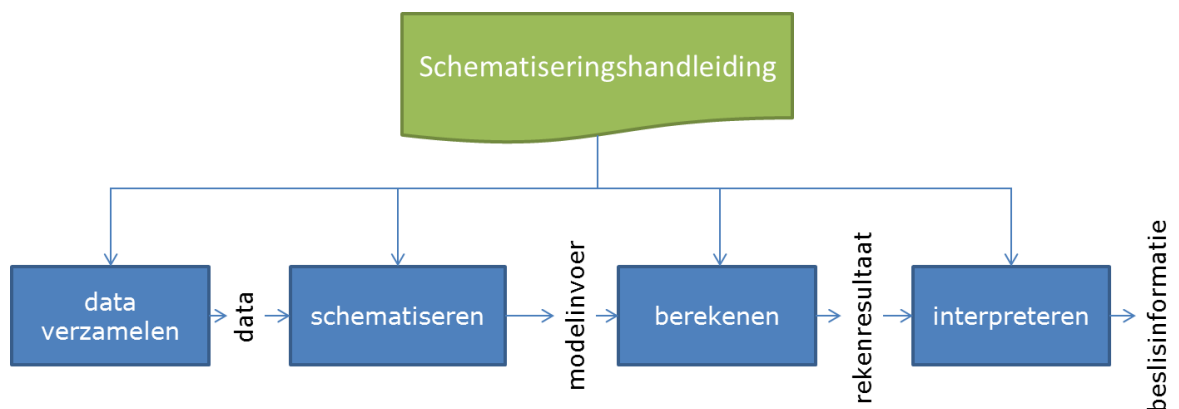 Schematiseringshandleiding
data
verzamelen
data
schematiseren
modelinvoer
berekenen
rekenresultaat
interpreteren
beslisinformatie